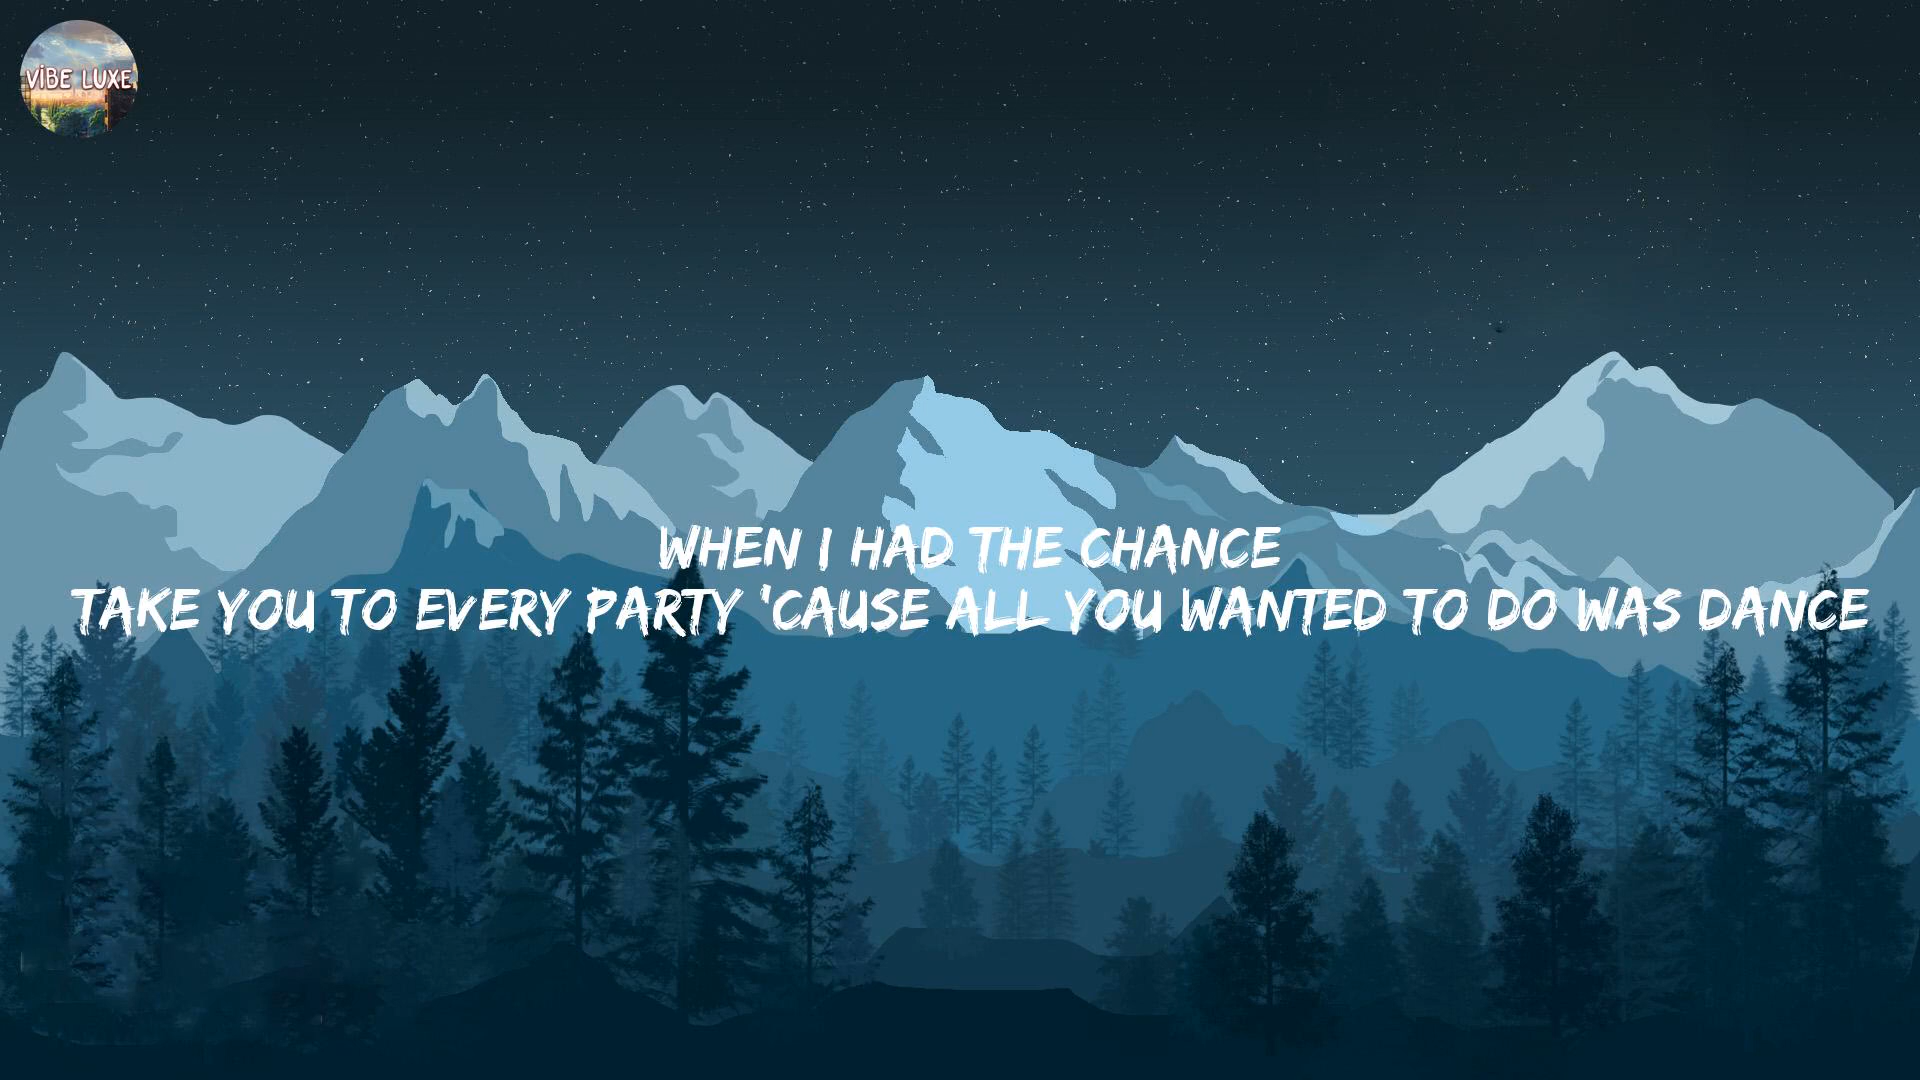 VİBE LUXE
WHEN I HAD THE CHANCE
TAKE YOU TO EVERY PARTY 'CAUSE ALL YOU WANTED TO DO WAS DANCE